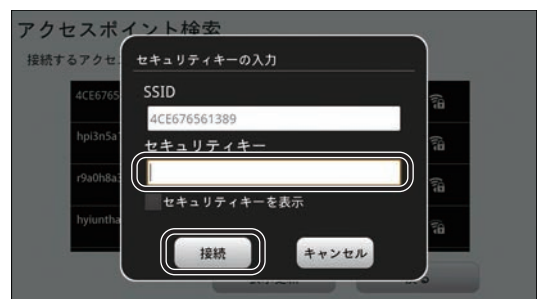 アクセスポイント検索
接続するアクセ
セキュリティキーの入力
SSID
4CE6765
4CE676561389
セキュリティキー
hpi3n5a
r9a0h8a3
セキュリティキーを表示
hyiuntha
接続
キャンセル